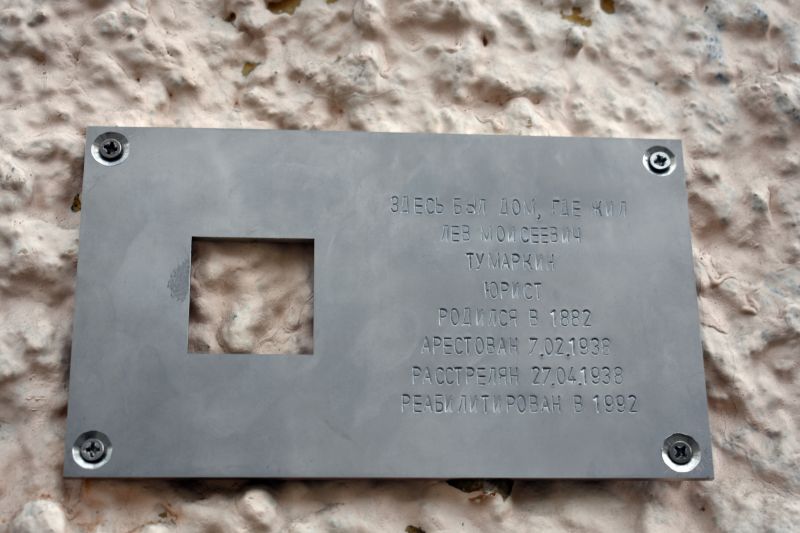 ЗДЕСЬ БЫЛ ДОМ, ГДЕ ЖИЛ
ЛЕВ МОИСЕЕВИЧ
ТУМАРКИН
ЮРИСТ
РОДИЛСЯ В 1882
АРЕСТОВАН 7.02.1938
РАССТРЕЛЯН 27.04.1938
РЕАБИЛИТИРОВАН В 1992